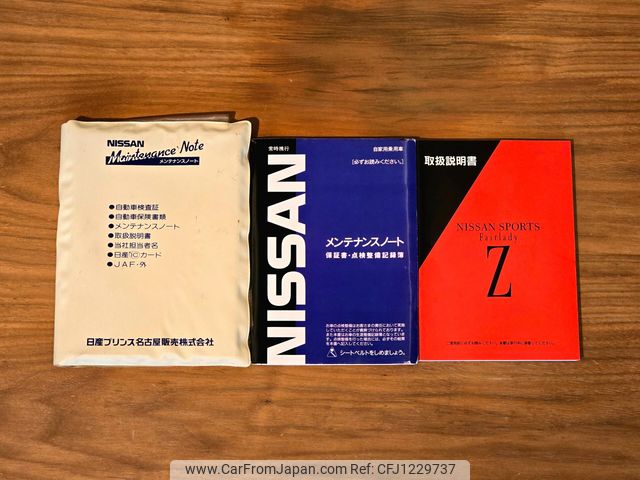 NISSAN
Maintenance Note
メンテナンスノート
●自動車検査証
●自動車保険書類
●メンテナンスノート
●取扱説明書
●当社担当者名
●日産「C」カード
●JAF・外
日産プリンス名古屋販売株式会社
常時携行
自家用乗用車
[必ずお読みください。]
NISSAN
メンテナンスノート
保証書・点検整備記録簿
シートベルトをしめましょう。
取扱説明書
NISSAN SPORTS
Fairlady
Z
www.CarFromJapan.com - CFJ1229737